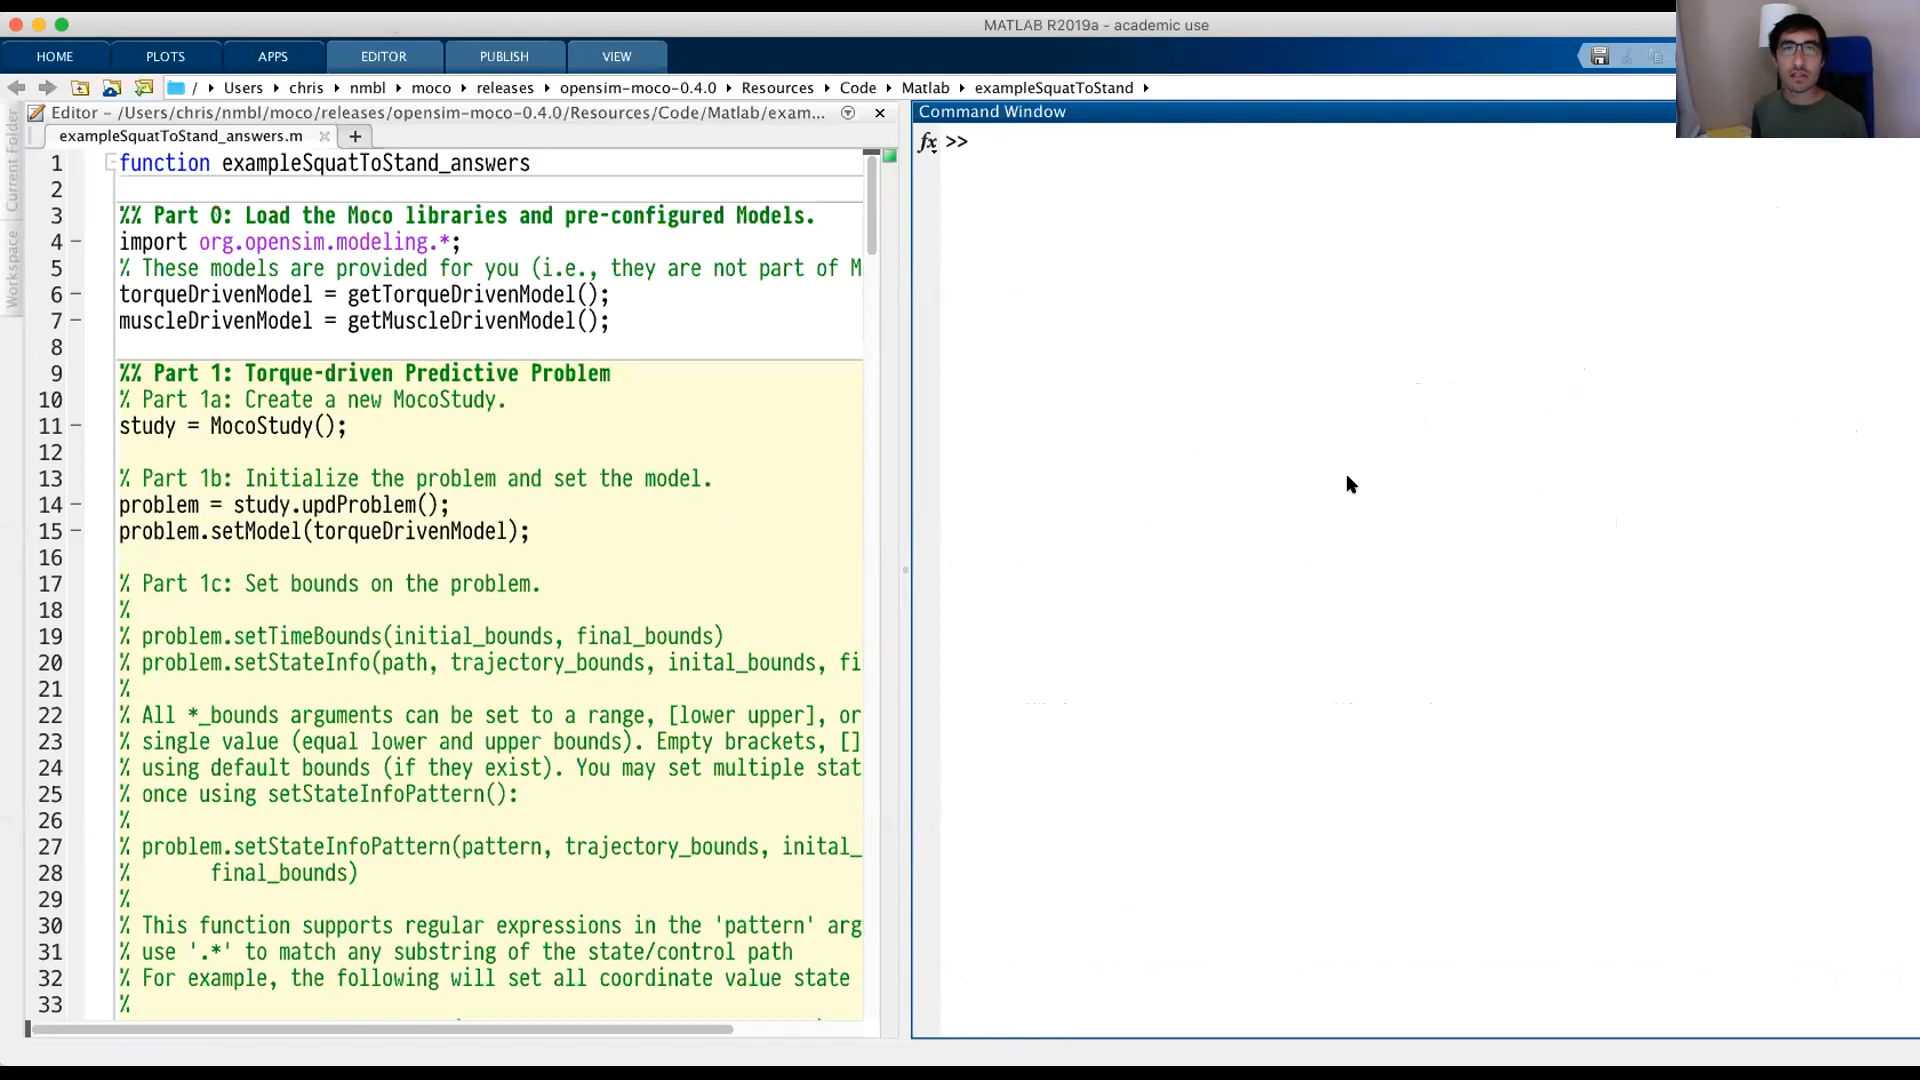 MATLAB R2019a - academic use
HOME PLOTS APPS EDITOR PUBLISH VIEW
/ Users chris nmbl moco releases opensim-moco-0.4.0 Resources Code Matlab exampleSquatToStand
Current Folder
Workspace
Editor - /Users/chris/nmbl/moco/releases/opensim-moco-0.4.0/Resources/Code/Matlab/exam...
exampleSquatToStand_answers.m
1 function exampleSquatToStand_answers
2
3 %% Part 0: Load the Moco libraries and pre-configured Models.
4 import org.opensim.modeling.*;
5 % These models are provided for you (i.e., they are not part of M
6 torqueDrivenModel = getTorqueDrivenModel();
7 muscleDrivenModel = getMuscleDrivenModel();
8
9 %% Part 1: Torque-driven Predictive Problem
10 % Part 1a: Create a new MocoStudy.
11 study = MocoStudy();
12
13 % Part 1b: Initialize the problem and set the model.
14 problem = study.updProblem();
15 problem.setModel(torqueDrivenModel);
16
17 % Part 1c: Set bounds on the problem.
18 %
19 % problem.setTimeBounds(initial_bounds, final_bounds)
20 % problem.setStateInfo(path, trajectory_bounds, inital_bounds, fi
21 %
22 % All *_bounds arguments can be set to a range, [lower upper], or
23 % single value (equal lower and upper bounds). Empty brackets, []
24 % using default bounds (if they exist). You may set multiple stat
25 % once using setStateInfoPattern():
26 %
27 % problem.setStateInfoPattern(pattern, trajectory_bounds, inital_
28 % final_bounds)
29 %
30 % This function supports regular expressions in the 'pattern' arg
31 % use '.*' to match any substring of the state/control path
32 % For example, the following will set all coordinate value state
33 %
Command Window
fx >>